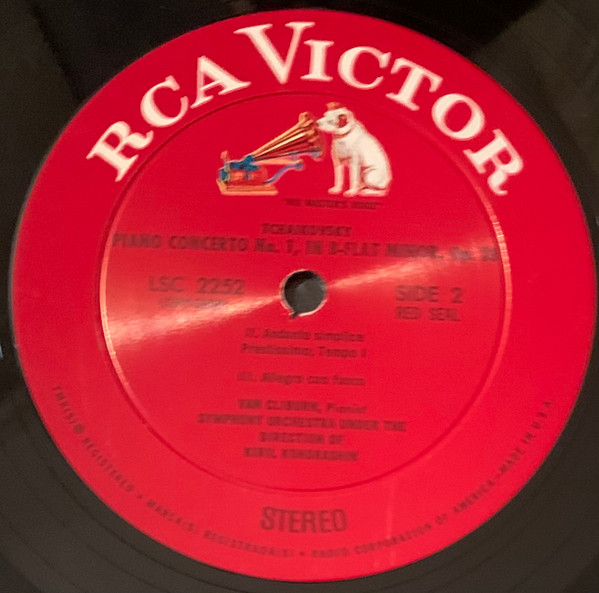 RCA VICTOR
"HIS MASTER'S VOICE"
TCHAIKOVSKY
PIANO CONCERTO No. 1, IN B-FLAT MINOR, Op. 23
LSC 2252
SIDE 2
RED SEAL
II. Andante simplice
Prestissimo; Tempo I
III. Allegro con fuoco
VAN CLIBURN, Pianist
SYMPHONY ORCHESTRA UNDER THE
DIRECTION OF
KIRIL KONDRASHIN
STEREO
TMK(S) ® REGISTERED • MARCA(S) REGISTRADA(S) • RADIO CORPORATION OF AMERICA • MADE IN U.S.A.